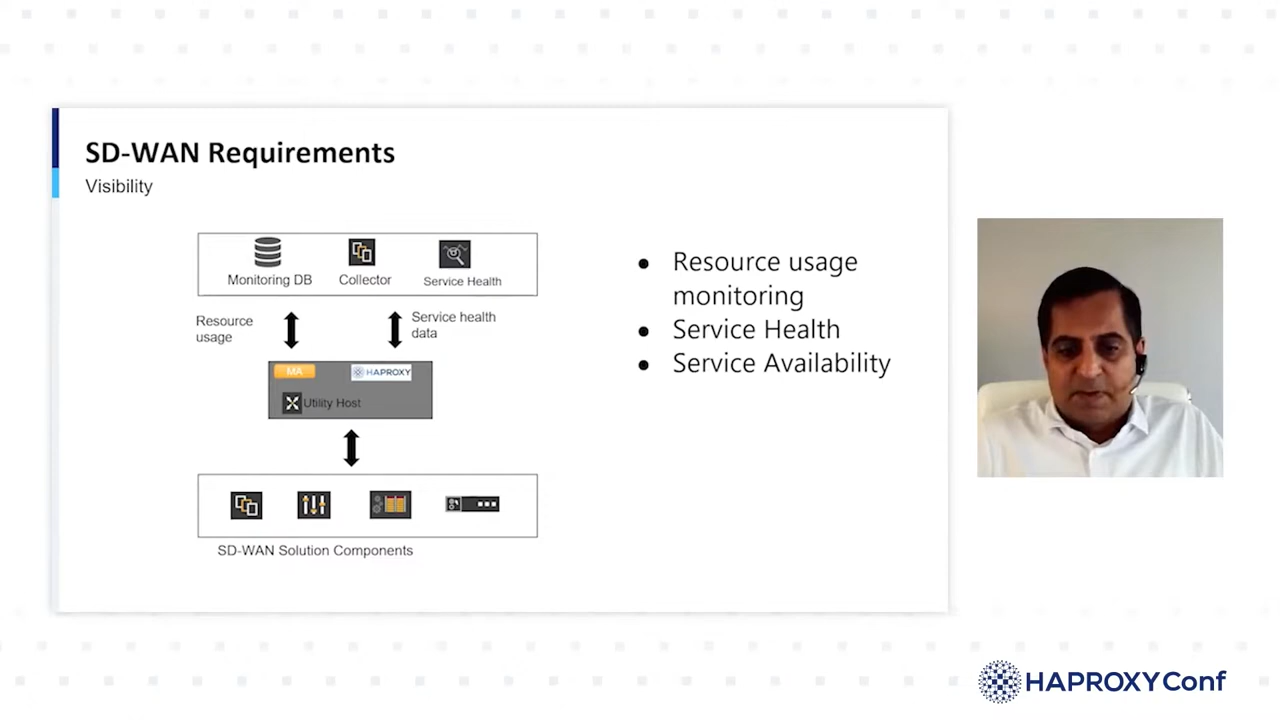 SD-WAN Requirements
Visibility
Monitoring DB
Collector
Service Health
Resource
usage
Service health
data
MA
HAPROXY
Utility Host
SD-WAN Solution Components
● Resource usage
monitoring
● Service Health
● Service Availability
HAPROXYConf